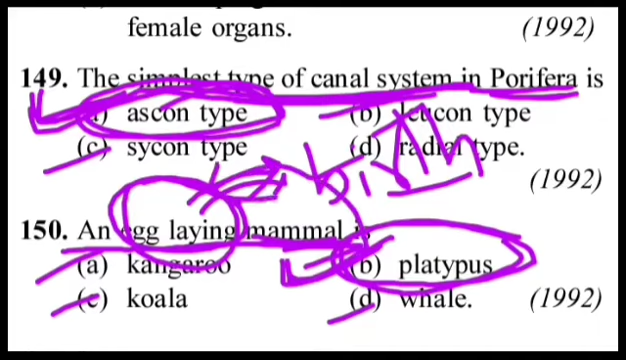 female organs. (1992)
149. The simplest type of canal system in Porifera is
(a) ascon type (b) leucon type
(c) sycon type (d) radial type.
(1992)
Birth
150. An egg laying mammal is
(a) kangaroo (b) platypus
(c) koala (d) whale. (1992)